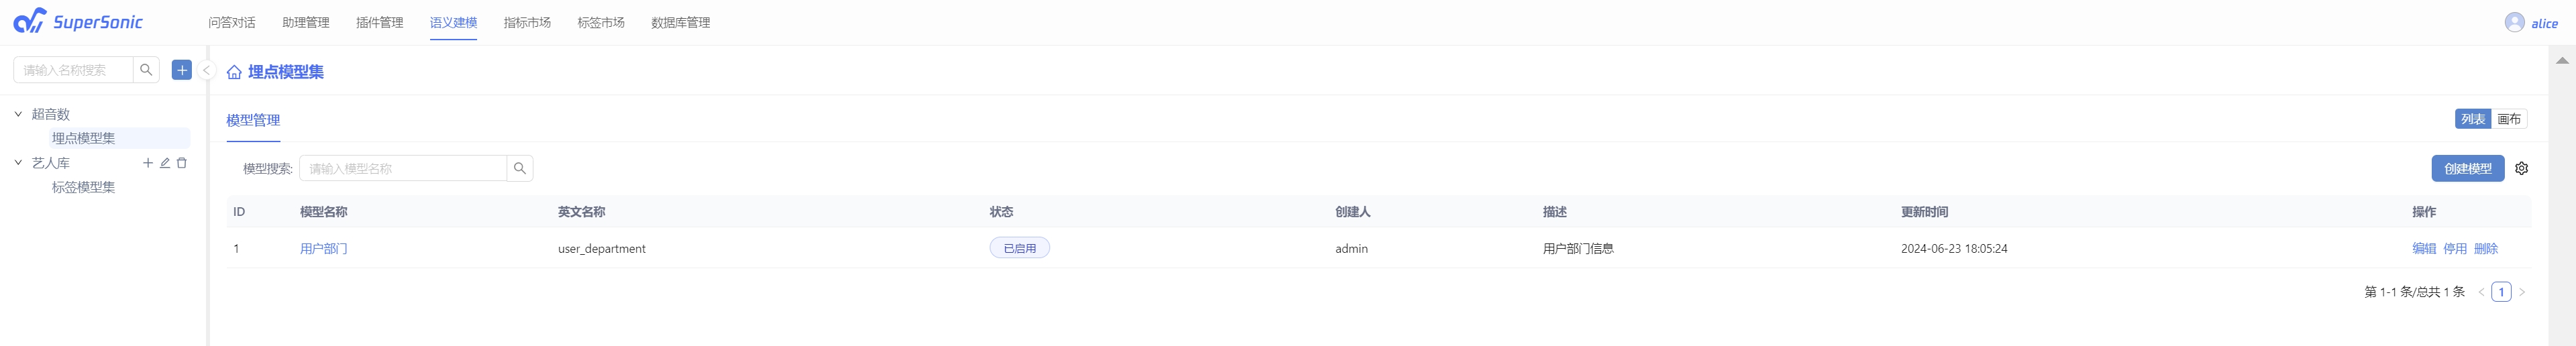 SuperSonic 问答对话 助理管理 插件管理 语义建模 指标市场 标签市场 数据库管理 alice
请输入名称搜索
埋点模型集
超音数
埋点模型集
艺人库
标签模型集
模型管理 列表 画布
模型搜索: 请输入模型名称 创建模型
ID 模型名称 英文名称 状态 创建人 描述 更新时间 操作
1 用户部门 user_department 已启用 admin 用户部门信息 2024-06-23 18:05:24 编辑 停用 删除
第 1-1 条/总共 1 条 < 1 >